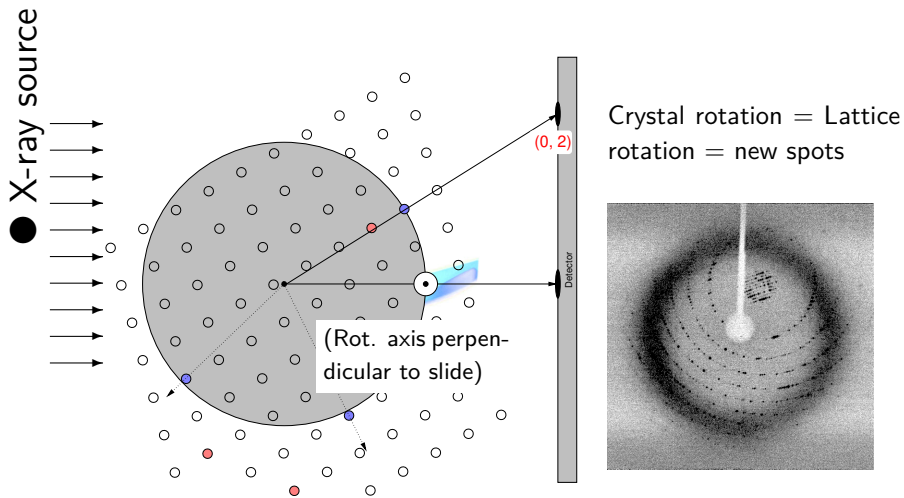 X-ray source
(0, 2)
Detector
(Rot. axis perpen-
dicular to slide)
Crystal rotation = Lattice
rotation = new spots